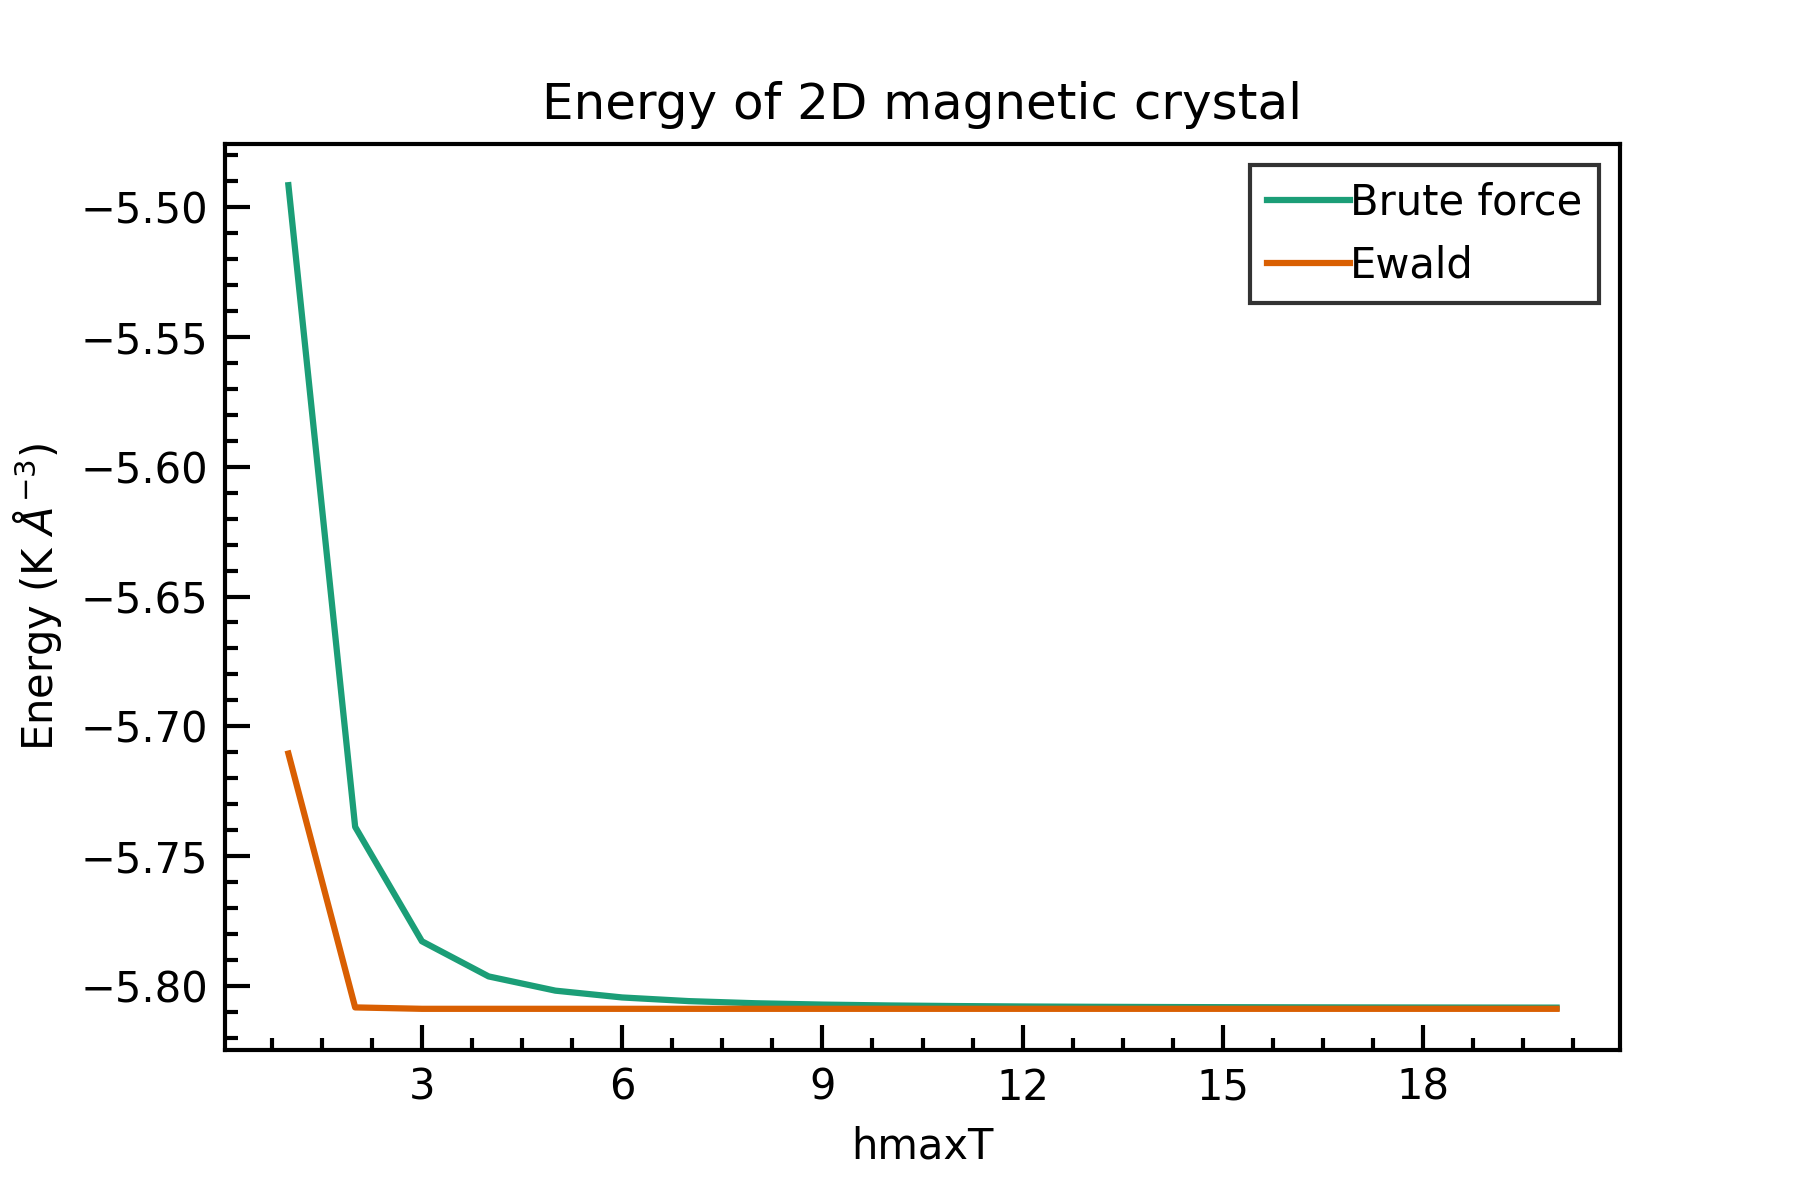 Energy of 2D magnetic crystal
Brute force
Ewald
Energy (K Å⁻³)
−5.50
−5.55
−5.60
−5.65
−5.70
−5.75
−5.80
3 6 9 12 15 18
hmaxT